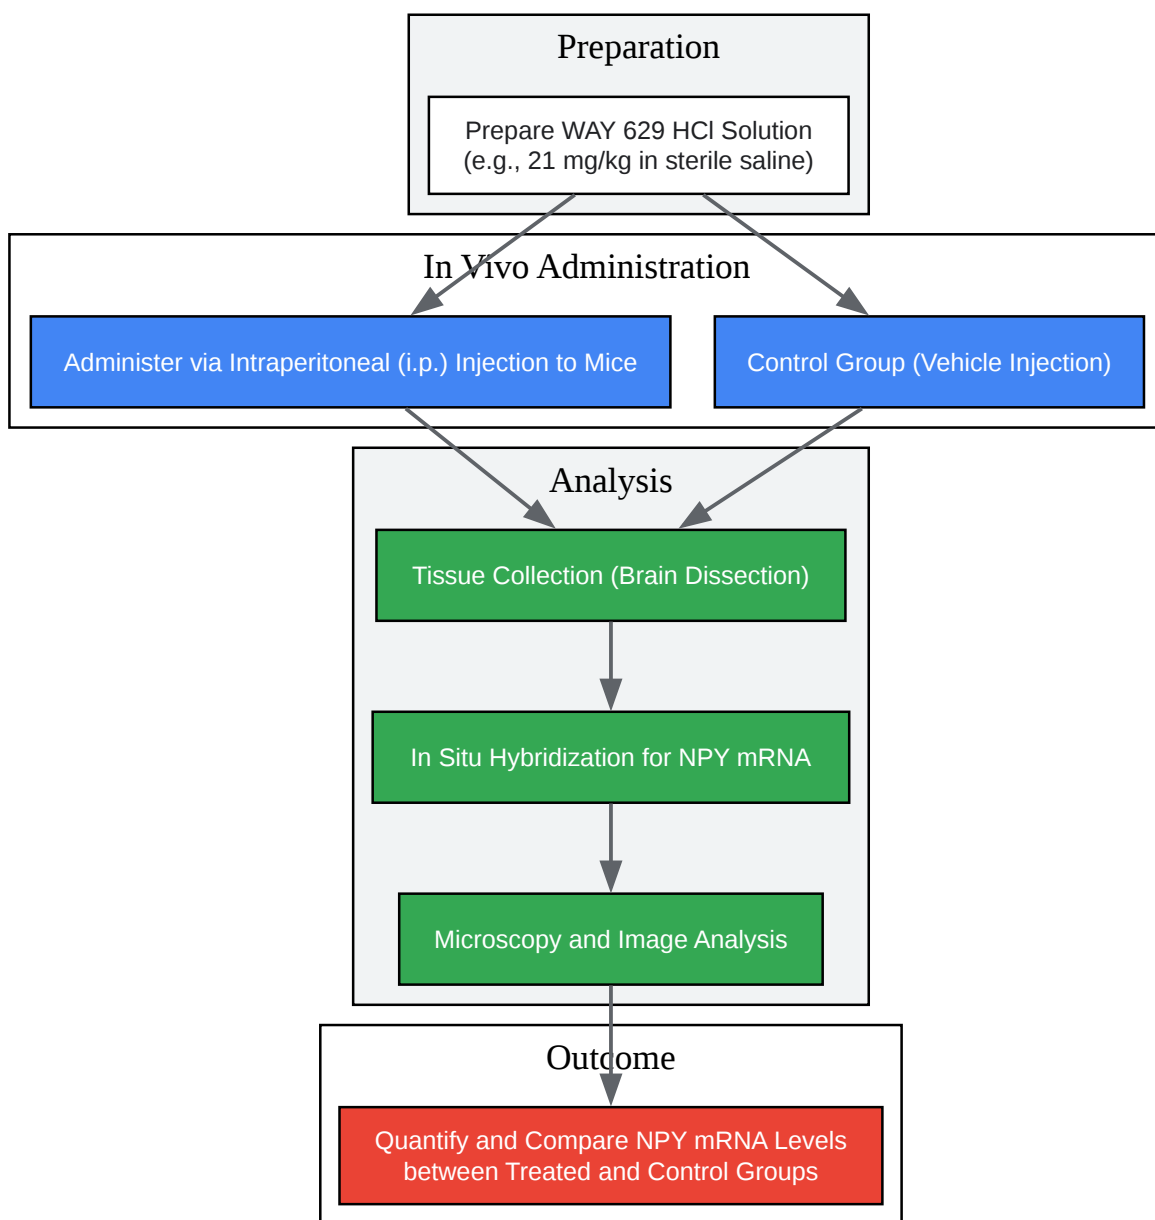 Preparation
Prepare WAY 629 HCl Solution
(e.g., 21 mg/kg in sterile saline)
In Vivo Administration
Administer via Intraperitoneal (i.p.) Injection to Mice
Control Group (Vehicle Injection)
Analysis
Tissue Collection (Brain Dissection)
In Situ Hybridization for NPY mRNA
Microscopy and Image Analysis
Outcome
Quantify and Compare NPY mRNA Levels
between Treated and Control Groups